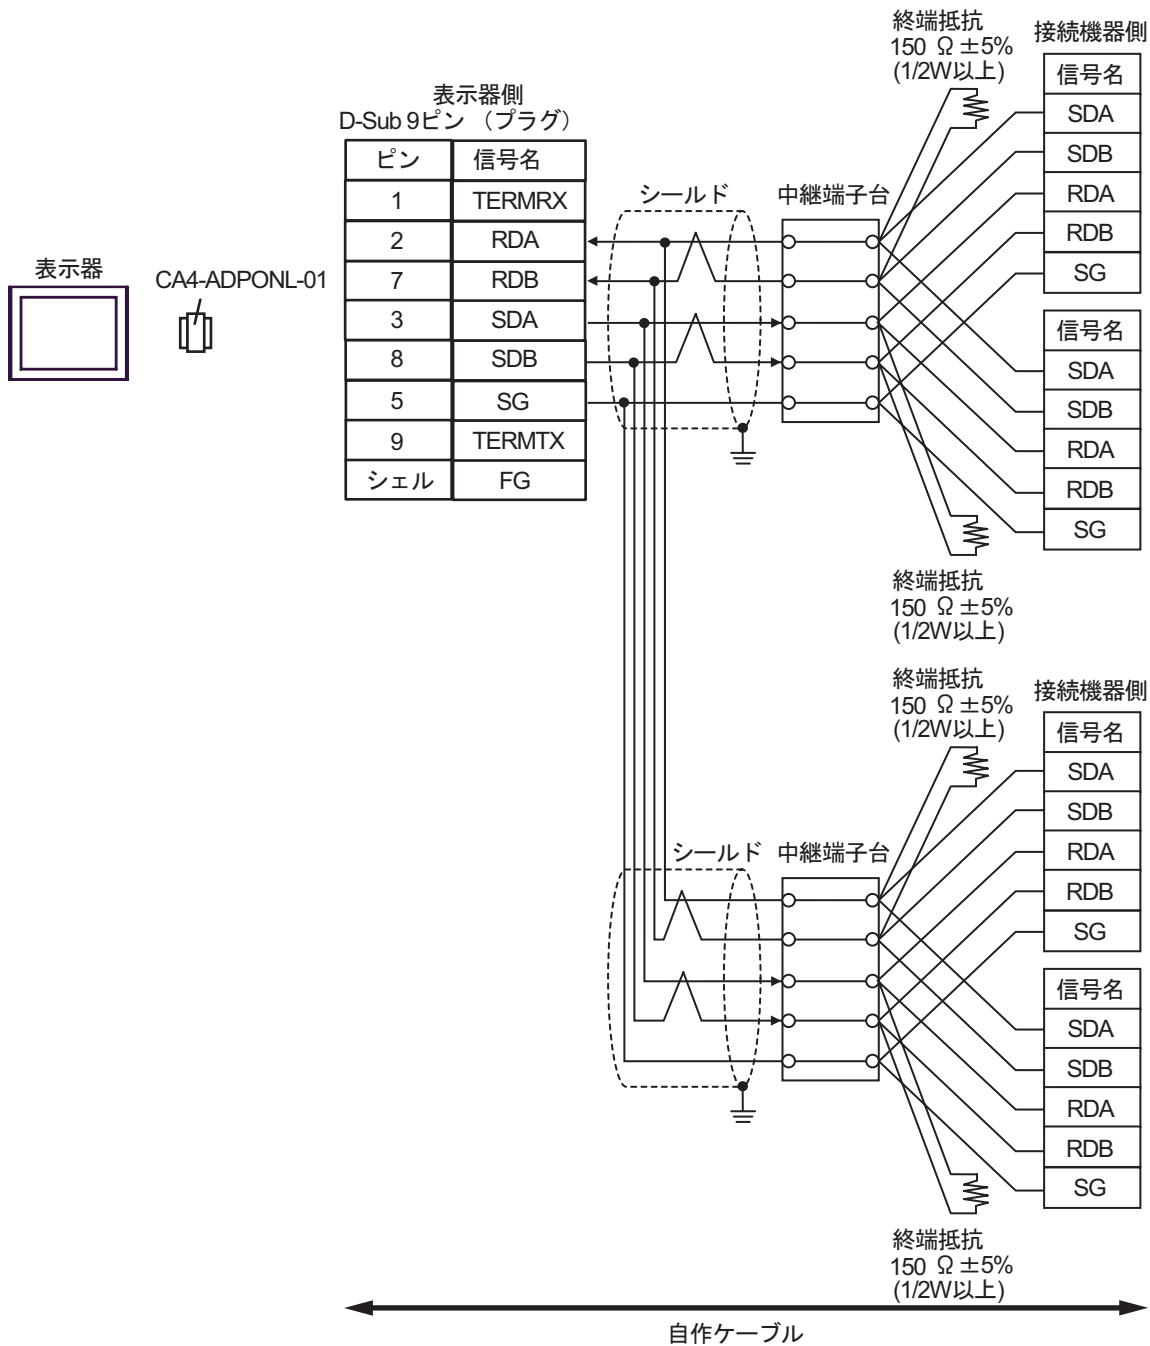 終端抵抗
150 Ω ±5%
(1/2W以上)
接続機器側
信号名
SDA
SDB
RDA
RDB
SG
表示器側
D-Sub 9ピン （プラグ）
ピン 信号名
1 TERMRX
2 RDA
7 RDB
3 SDA
8 SDB
5 SG
9 TERMTX
シェル FG
シールド
中継端子台
表示器
CA4-ADPONL-01
信号名
SDA
SDB
RDA
RDB
SG
終端抵抗
150 Ω ±5%
(1/2W以上)
終端抵抗
150 Ω ±5%
(1/2W以上)
接続機器側
信号名
SDA
SDB
RDA
RDB
SG
シールド
中継端子台
信号名
SDA
SDB
RDA
RDB
SG
終端抵抗
150 Ω ±5%
(1/2W以上)
自作ケーブル